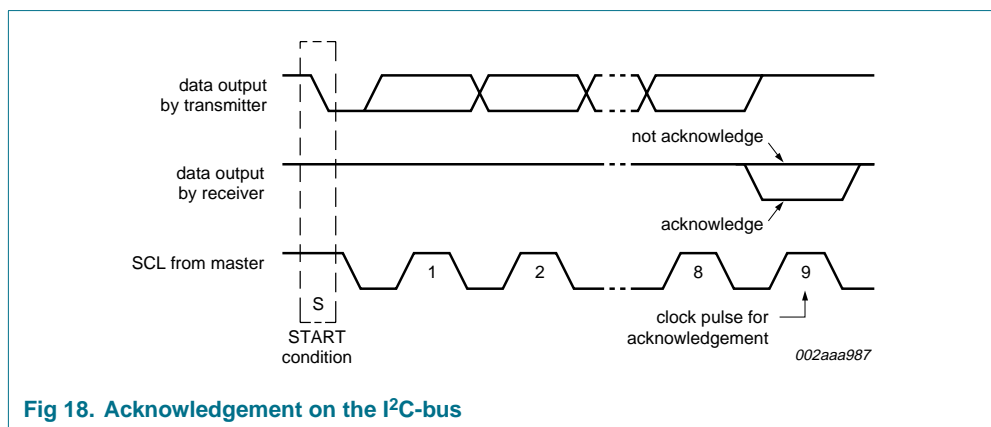 data output
by transmitter
not acknowledge
data output
by receiver
acknowledge
SCL from master
1
2
8
9
S
START
condition
clock pulse for
acknowledgement
002aaa987
Fig 18. Acknowledgement on the I²C-bus